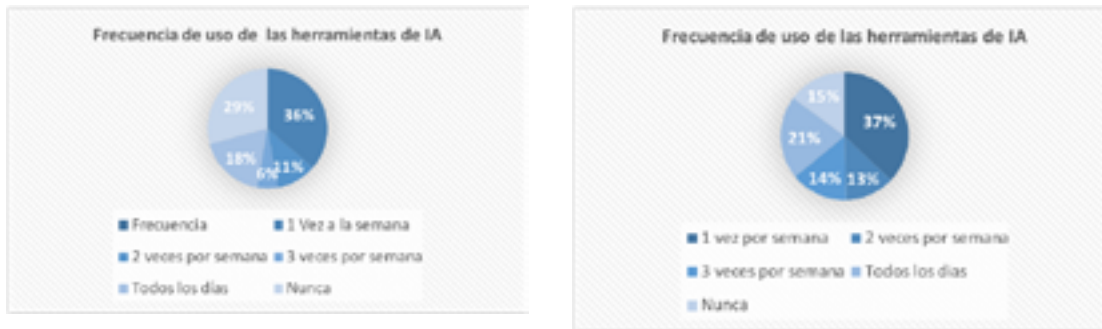 Frecuencia de uso de las herramientas de IA
29%
36%
18%
6%
11%
Frecuencia
1 Vez a la semana
2 veces por semana
3 veces por semana
Todos los días
Nunca
Frecuencia de uso de las herramientas de IA
15%
37%
21%
14%
13%
1 vez por semana
2 veces por semana
3 veces por semana
Todos los dias
Nunca